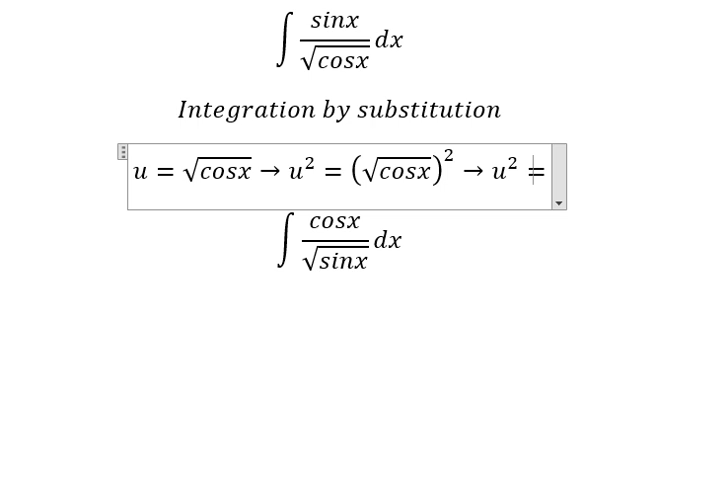 ∫ sinx/√cosx dx
Integration by substitution
u = √cosx → u² = (√cosx)² → u² =
∫ cosx/√sinx dx